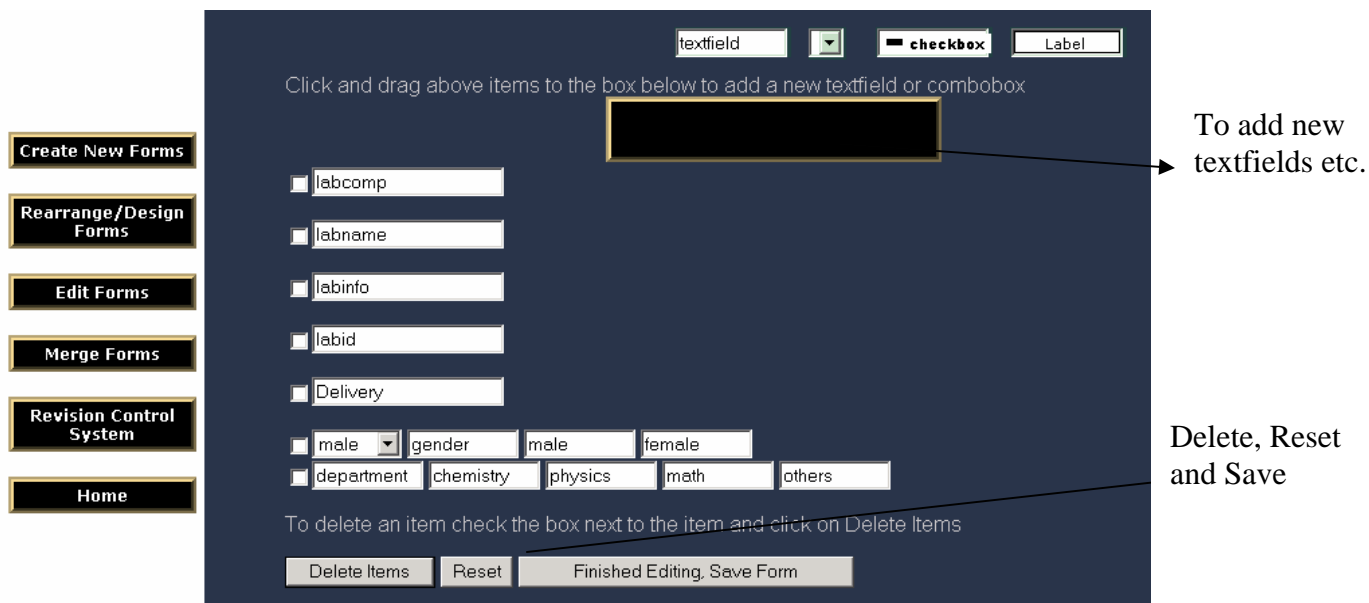 textfield
checkbox
Label
Click and drag above items to the box below to add a new textfield or combobox
To add new
textfields etc.
Create New Forms
Rearrange/Design
Forms
Edit Forms
Merge Forms
Revision Control
System
Home
labcomp
labname
labinfo
labid
Delivery
male gender male female
department chemistry physics math others
To delete an item check the box next to the item and click on Delete Items
Delete Items Reset Finished Editing, Save Form
Delete, Reset
and Save